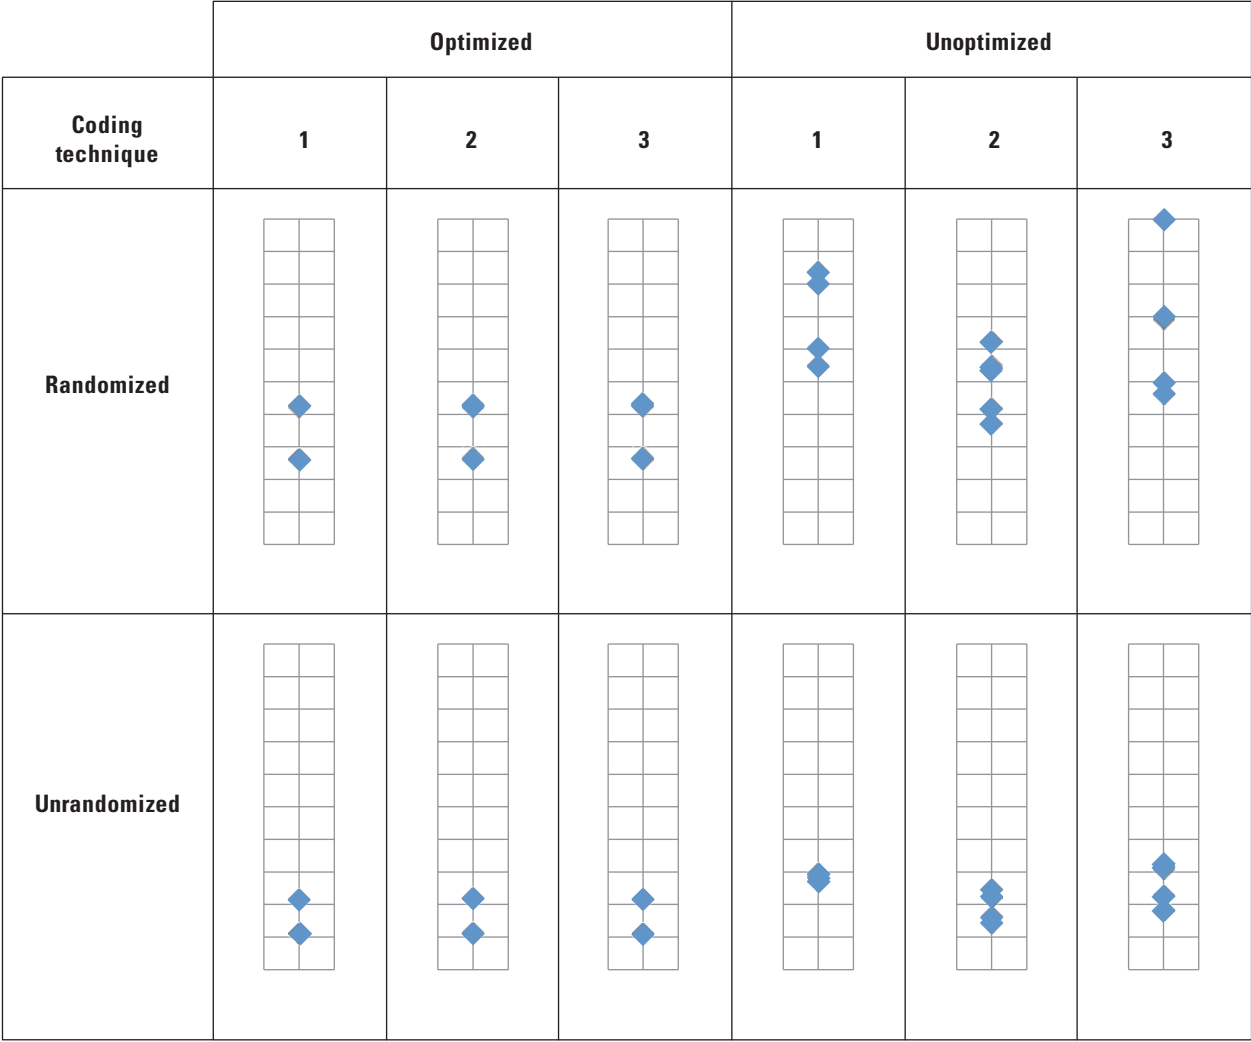 Optimized
Unoptimized
Coding
technique
1
2
3
1
2
3
Randomized
Unrandomized